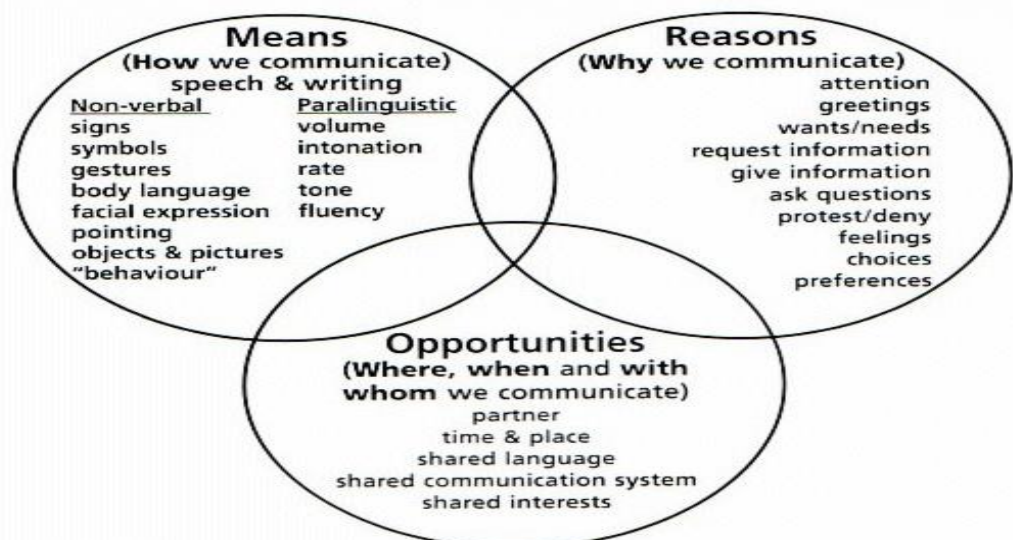 Means
(How we communicate)
speech & writing
Non-verbal
signs
symbols
gestures
body language
facial expression
pointing
objects & pictures
"behaviour"
Paralinguistic
volume
intonation
rate
tone
fluency
Reasons
(Why we communicate)
attention
greetings
wants/needs
request information
give information
ask questions
protest/deny
feelings
choices
preferences
Opportunities
(Where, when and with
whom we communicate)
partner
time & place
shared language
shared communication system
shared interests